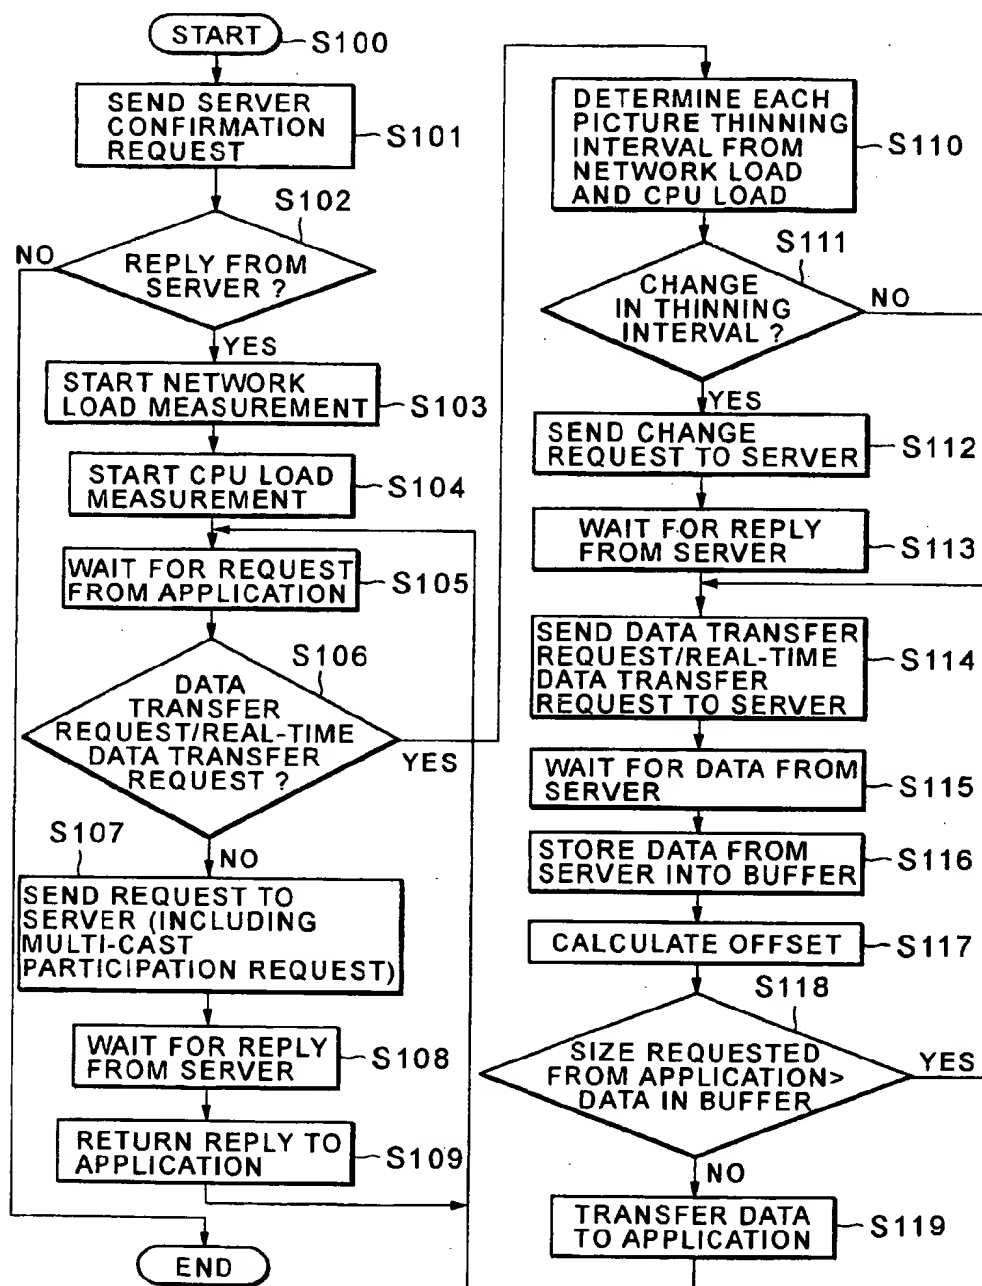 START
S100
SEND SERVER
CONFIRMATION
REQUEST
S101
S102
NO
REPLY FROM
SERVER ?
YES
START NETWORK
LOAD MEASUREMENT
S103
START CPU LOAD
MEASUREMENT
S104
WAIT FOR REQUEST
FROM APPLICATION
S105
S106
DATA
TRANSFER
REQUEST/REAL-TIME
DATA TRANSFER
REQUEST ?
YES
S107
NO
SEND REQUEST TO
SERVER (INCLUDING
MULTI-CAST
PARTICIPATION REQUEST)
WAIT FOR REPLY
FROM SERVER
S108
RETURN REPLY TO
APPLICATION
S109
END
DETERMINE EACH
PICTURE THINNING
INTERVAL FROM
NETWORK LOAD
AND CPU LOAD
S110
S111
CHANGE
IN THINNING
INTERVAL ?
NO
YES
SEND CHANGE
REQUEST TO SERVER
S112
WAIT FOR REPLY
FROM SERVER
S113
SEND DATA TRANSFER
REQUEST/REAL-TIME
DATA TRANSFER
REQUEST TO SERVER
S114
WAIT FOR DATA FROM
SERVER
S115
STORE DATA FROM
SERVER INTO BUFFER
S116
CALCULATE OFFSET
S117
S118
SIZE REQUESTED
FROM APPLICATION>
DATA IN BUFFER
YES
NO
TRANSFER DATA
TO APPLICATION
S119